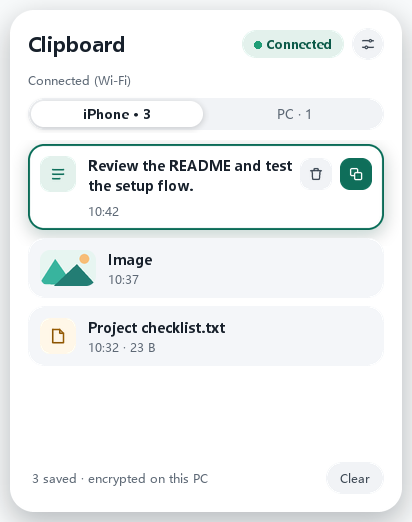 Clipboard
Connected
Connected (Wi-Fi)
iPhone • 3
PC · 1
Review the README and test
the setup flow.
10:42
Image
10:37
Project checklist.txt
10:32 · 23 B
3 saved · encrypted on this PC
Clear